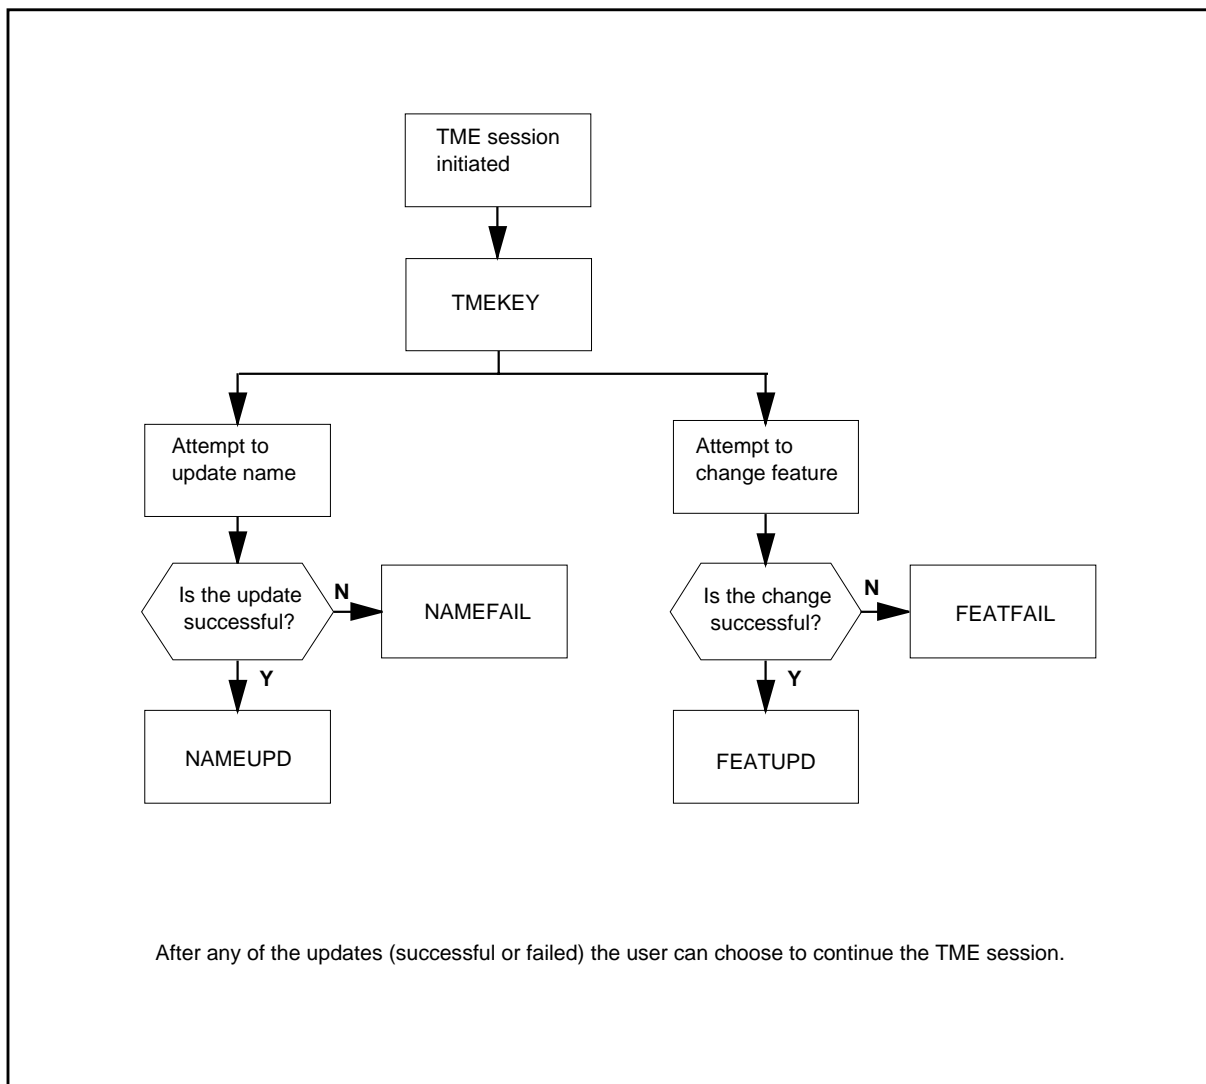 TME session
initiated
TMEKEY
Attempt to
update name
Attempt to
change feature
Is the update
successful?
N
NAMEFAIL
Is the change
successful?
N
FEATFAIL
Y
Y
NAMEUPD
FEATUPD
After any of the updates (successful or failed) the user can choose to continue the TME session.